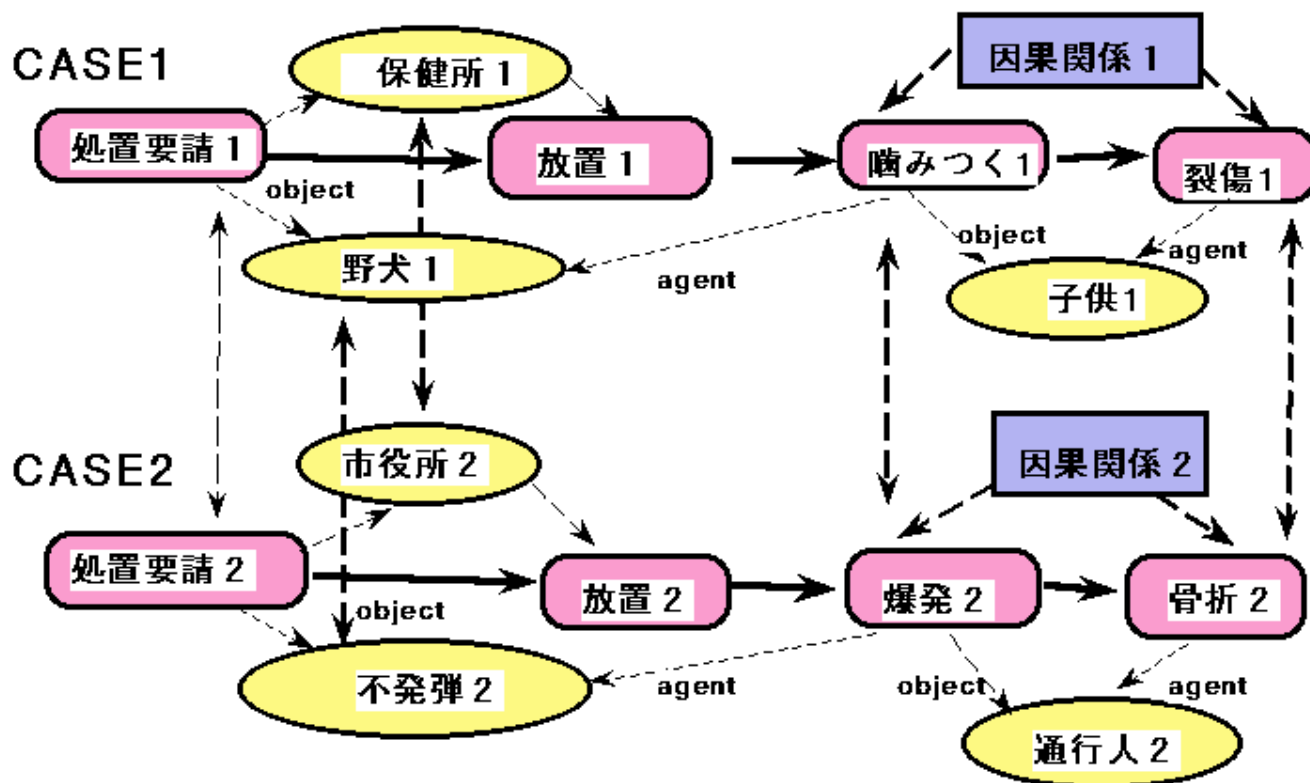 CASE1
保健所1
因果関係1
処置要請1
放置1
噛みつく1
裂傷1
object
野犬1
agent
object
agent
子供1
CASE2
市役所2
因果関係2
処置要請2
放置2
爆発2
骨折2
object
不発弾2
agent
object
agent
通行人2